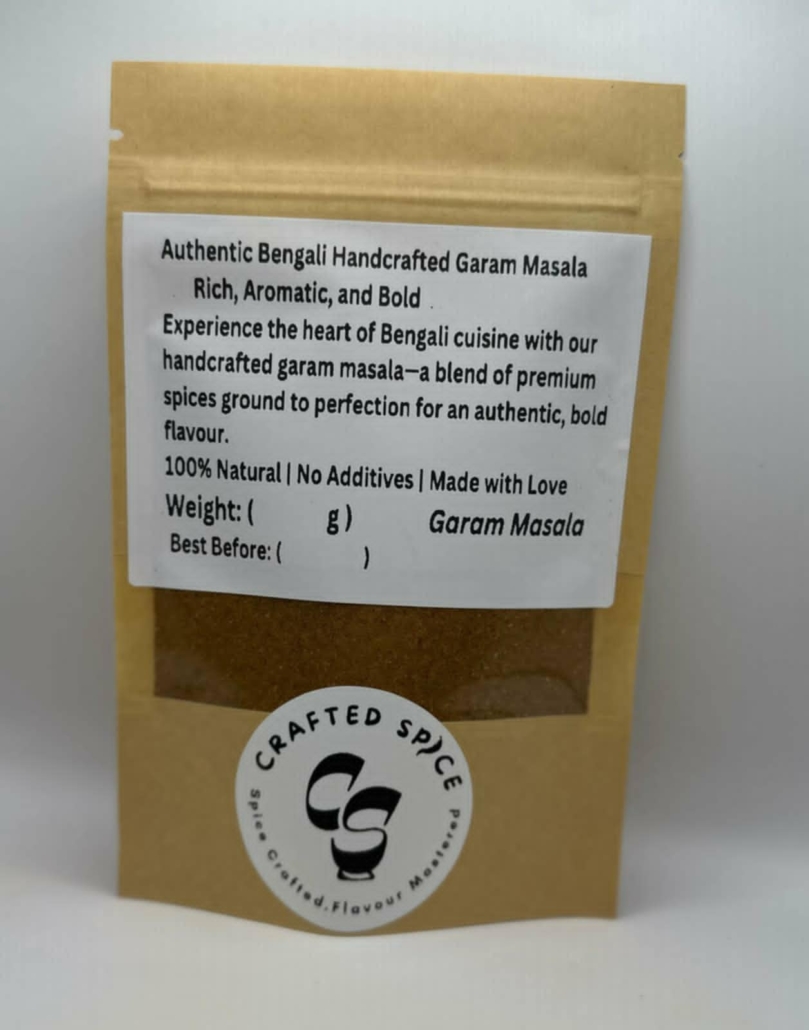 Authentic Bengali Handcrafted Garam Masala
Rich, Aromatic, and Bold
Experience the heart of Bengali cuisine with our
handcrafted garam masala—a blend of premium
spices ground to perfection for an authentic, bold
flavour.
100% Natural | No Additives | Made with Love
Weight: ( g) Garam Masala
Best Before: ( )
CRAFTED SPICE
CS
Spice Crafted.Flavour Mastered